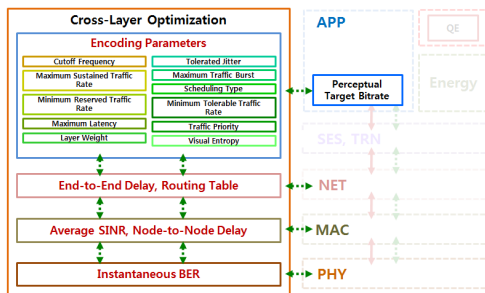 Cross-Layer Optimization
Encoding Parameters
Cutoff Frequency
Maximum Sustained Traffic
Rate
Minimum Reserved Traffic
Rate
Maximum Latency
Layer Weight
Tolerated Jitter
Maximum Traffic Burst
Scheduling Type
Minimum Tolerable Traffic
Rate
Traffic Priority
Visual Entropy
End-to-End Delay, Routing Table
Average SINR, Node-to-Node Delay
Instantaneous BER
APP
QE
Energy
Perceptual
Target Bitrate
SES, TRN
NET
MAC
PHY